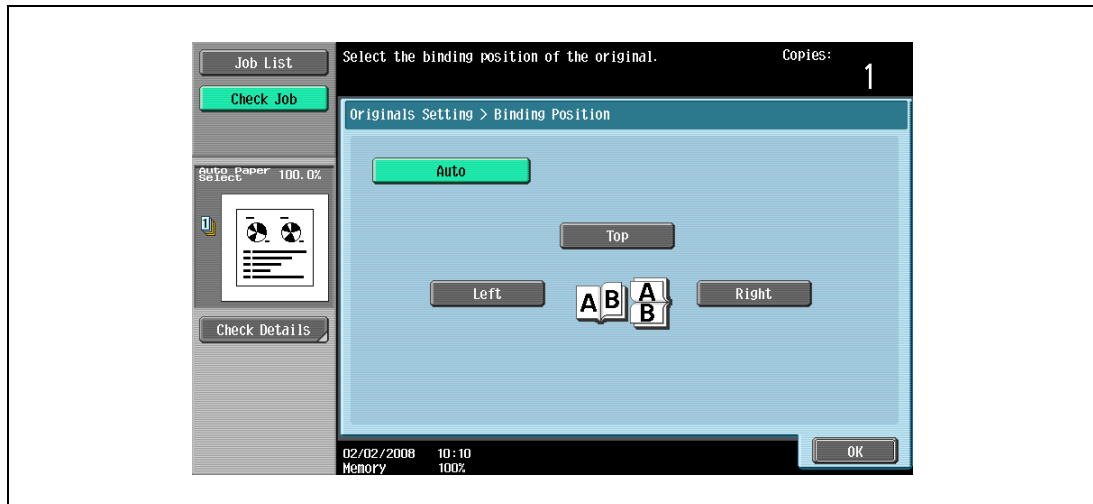 Job List
Check Job
Select the binding position of the original.
Copies:
1
Originals Setting > Binding Position
Auto Paper
Select
100.0%
1
Auto
Top
Left
A B
A
B
Right
Check Details
02/02/2008 10:10
Memory 100%
OK